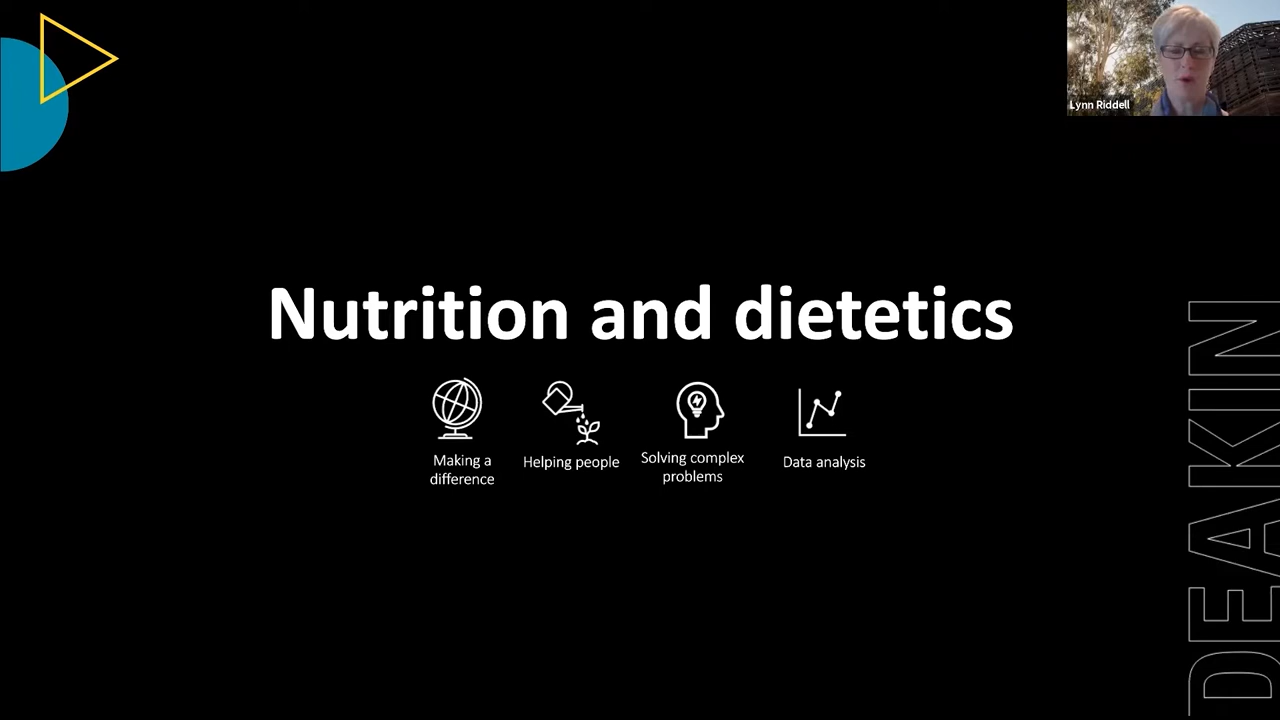 Lynn Riddell
Nutrition and dietetics
Making a
difference
Helping people
Solving complex
problems
Data analysis
DEAKIN